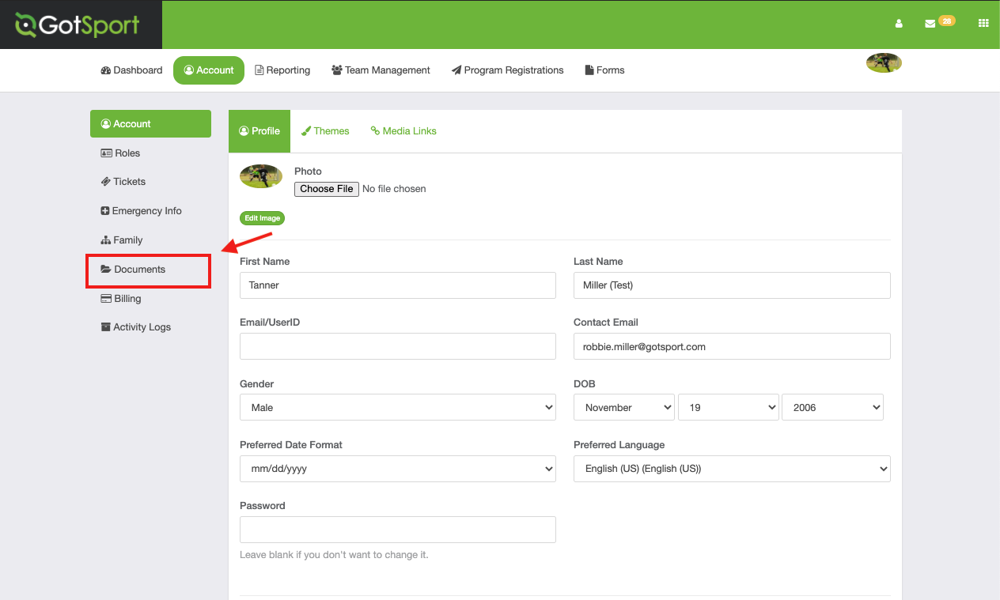 GotSport
28
Dashboard Account Reporting Team Management Program Registrations Forms
Account
Roles
Tickets
Emergency Info
Family
Documents
Billing
Activity Logs
Profile Themes Media Links
Photo
Choose File No file chosen
Edit Image
First Name Last Name
Tanner Miller (Test)
Email/UserID Contact Email
robbie.miller@gotsport.com
Gender DOB
Male November 19 2006
Preferred Date Format Preferred Language
mm/dd/yyyy English (US) (English (US))
Password
Leave blank if you don't want to change it.